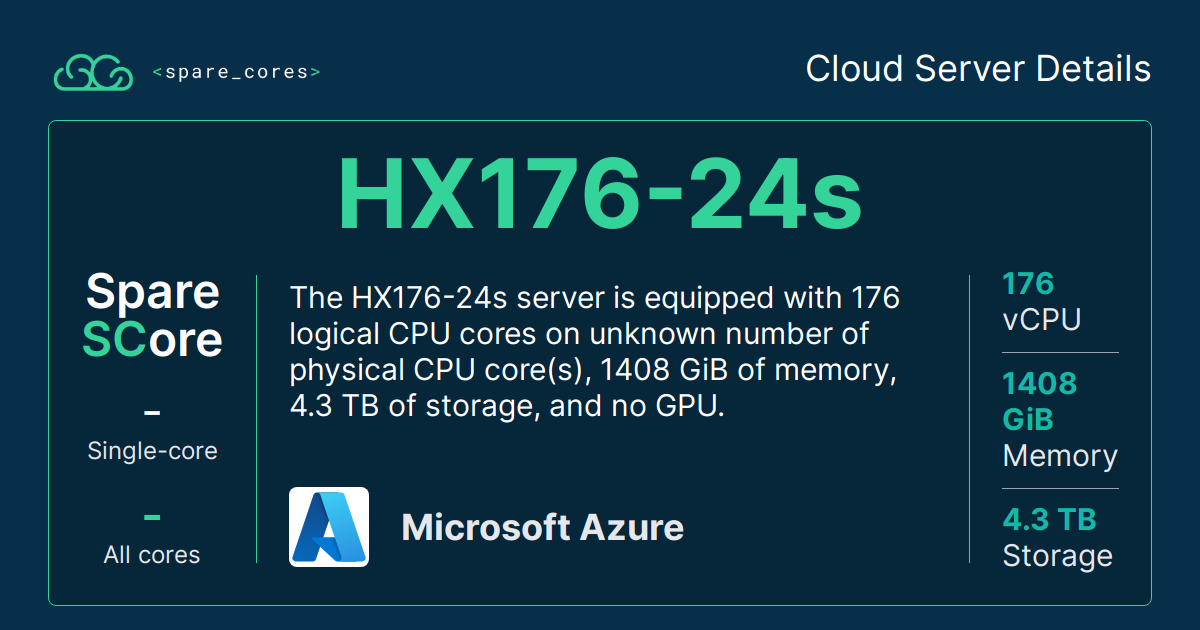 <spare_cores>
Cloud Server Details
HX176-24s
Spare
SCore
-
Single-core
-
All cores
The HX176-24s server is equipped with 176
logical CPU cores on unknown number of
physical CPU core(s), 1408 GiB of memory,
4.3 TB of storage, and no GPU.
Microsoft Azure
176
vCPU
1408
GiB
Memory
4.3 TB
Storage